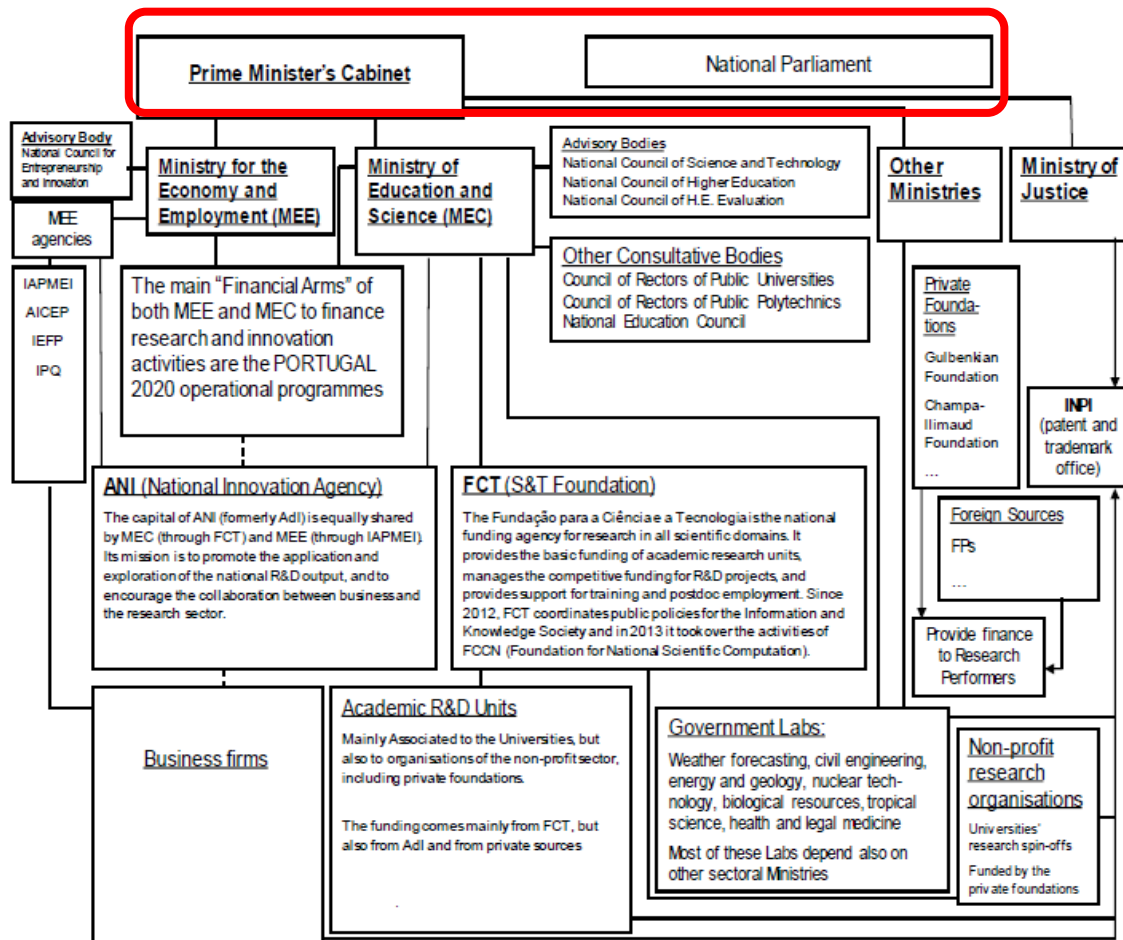 Prime Minister's Cabinet
National Parliament
Advisory Body
National Council for
Entrepreneurship
and Innovation
Ministry for the
Economy and
Employment (MEE)
Ministry of
Education and
Science (MEC)
Advisory Bodies
National Council of Science and Technology
National Council of Higher Education
National Council of H.E. Evaluation
Other
Ministries
Ministry of
Justice
MEE
agencies
IAPMEI
AICEP
IEFP
IPQ
The main “Financial Arms” of
both MEE and MEC to finance
research and innovation
activities are the PORTUGAL
2020 operational programmes
Other Consultative Bodies
Council of Rectors of Public Universities
Council of Rectors of Public Polytechnics
National Education Council
Private
Founda-
tions
Gulbenkian
Foundation
Champa-
llimaud
Foundation
...
INPI
(patent and
trademark
office)
ANI (National Innovation Agency)
The capital of ANI (formerly AdI) is equally shared
by MEC (through FCT) and MEE (through IAPMEI).
Its mission is to promote the application and
exploration of the national R&D output, and to
encourage the collaboration between business and
the research sector.
FCT (S&T Foundation)
The Fundação para a Ciência e a Tecnologia is the national
funding agency for research in all scientific domains. It
provides the basic funding of academic research units,
manages the competitive funding for R&D projects, and
provides support for training and postdoc employment. Since
2012, FCT coordinates public policies for the Information and
Knowledge Society and in 2013 it took over the activities of
FCCN (Foundation for National Scientific Computation).
Foreign Sources
FPs
...
Provide finance
to Research
Performers
Business firms
Academic R&D Units
Mainly Associated to the Universities, but
also to organisations of the non-profit sector,
including private foundations.
The funding comes mainly from FCT, but
also from AdI and from private sources
.
Government Labs:
Weather forecasting, civil engineering,
energy and geology, nuclear tech-
nology, biological resources, tropical
science, health and legal medicine
Most of these Labs depend also on
other sectoral Ministries
Non-profit
research
organisations
Universities'
research spin-offs
Funded by the
private foundations